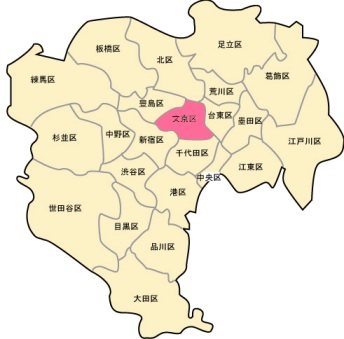 足立区
板橋区
北区
葛飾区
練馬区
荒川区
豊島区
文京区
台東区
墨田区
杉並区
中野区
新宿区
江戸川区
千代田区
江東区
渋谷区
中央区
港区
世田谷区
目黒区
品川区
大田区